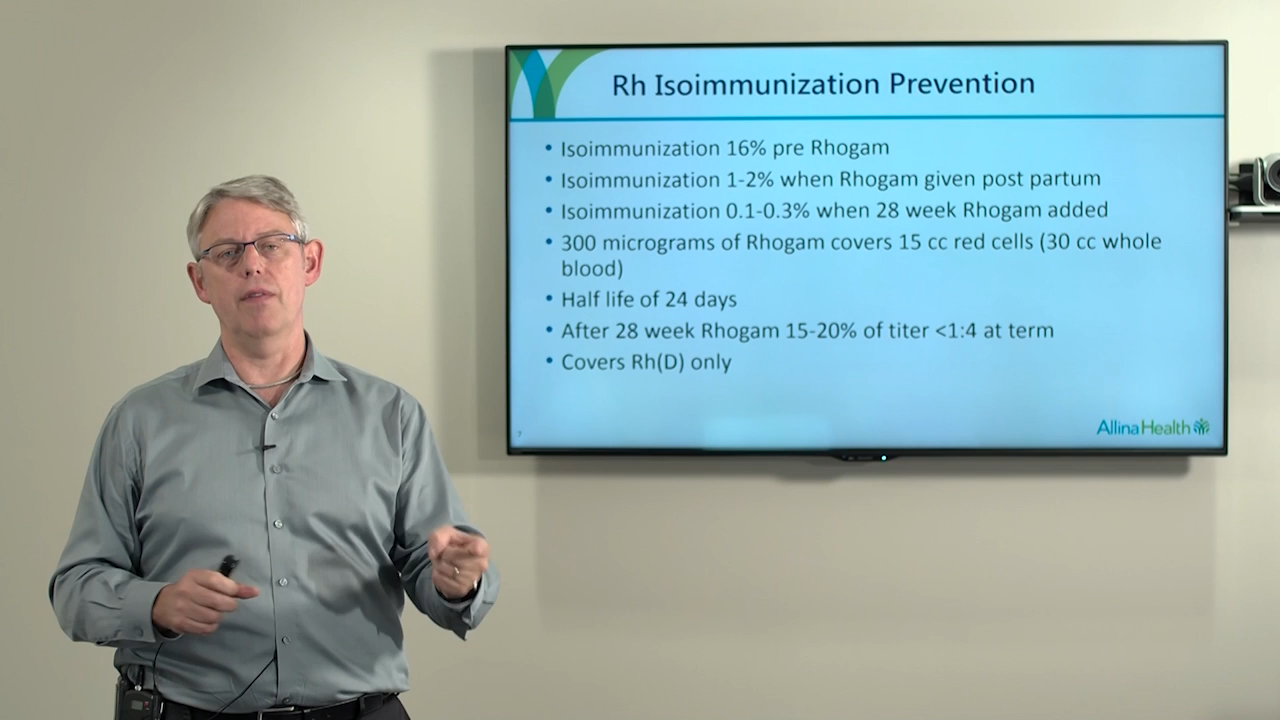 Rh Isoimmunization Prevention
• Isoimmunization 16% pre Rhogam
• Isoimmunization 1-2% when Rhogam given post partum
• Isoimmunization 0.1-0.3% when 28 week Rhogam added
• 300 micrograms of Rhogam covers 15 cc red cells (30 cc whole
blood)
• Half life of 24 days
• After 28 week Rhogam 15-20% of titer <1:4 at term
• Covers Rh(D) only
7
AllinaHealth